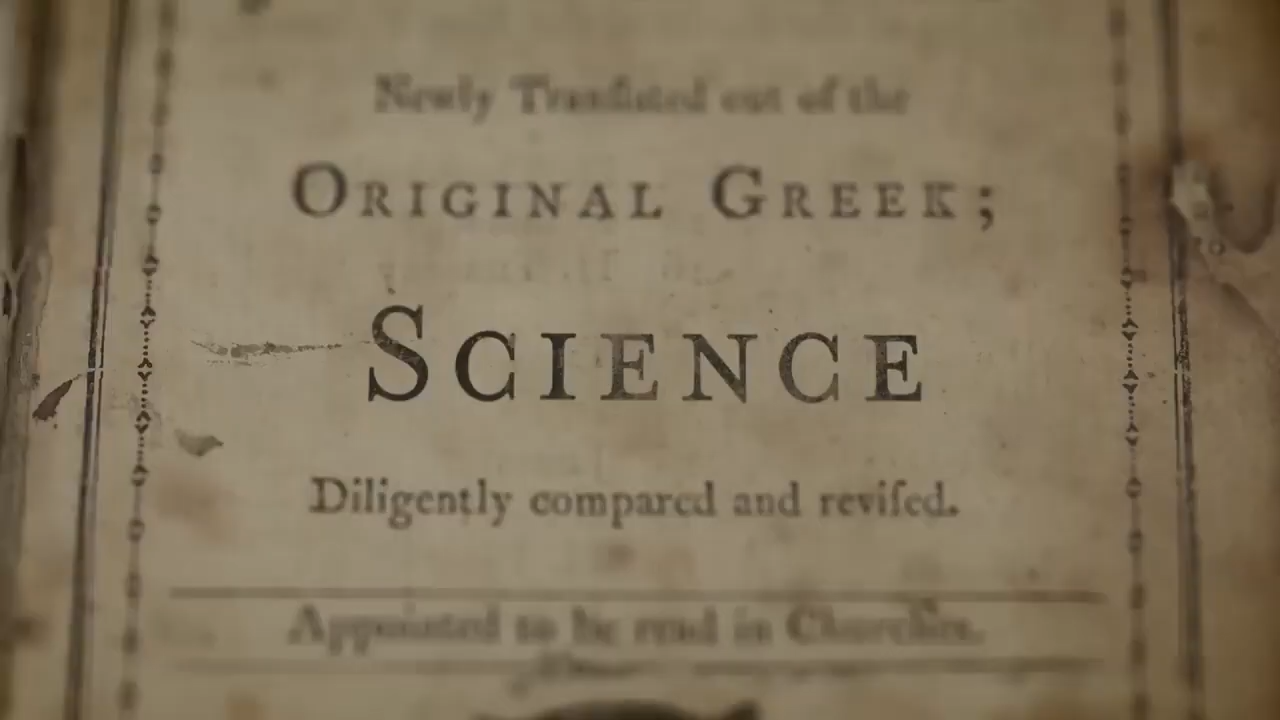 Newly Tranſlated out of the
ORIGINAL GREEK;
SCIENCE
Diligently compared and reviſed.
Appointed to be read in Churches.